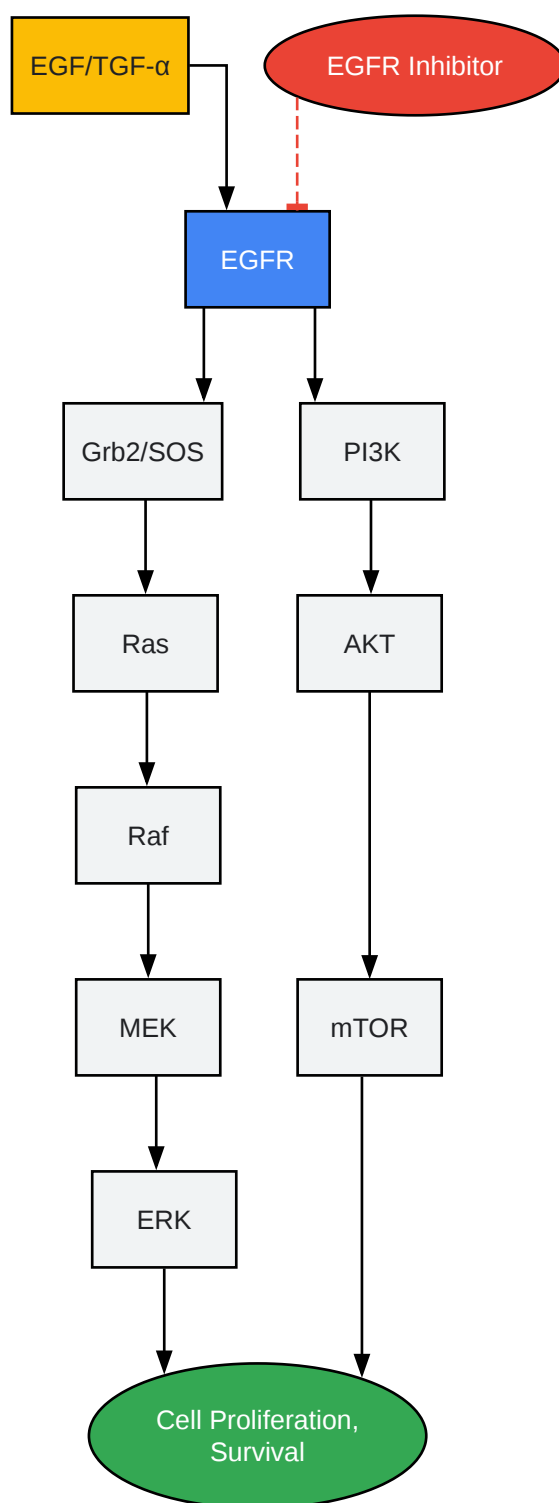 EGF/TGF-α
EGFR Inhibitor
EGFR
Grb2/SOS
PI3K
Ras
AKT
Raf
MEK
mTOR
ERK
Cell Proliferation,
Survival